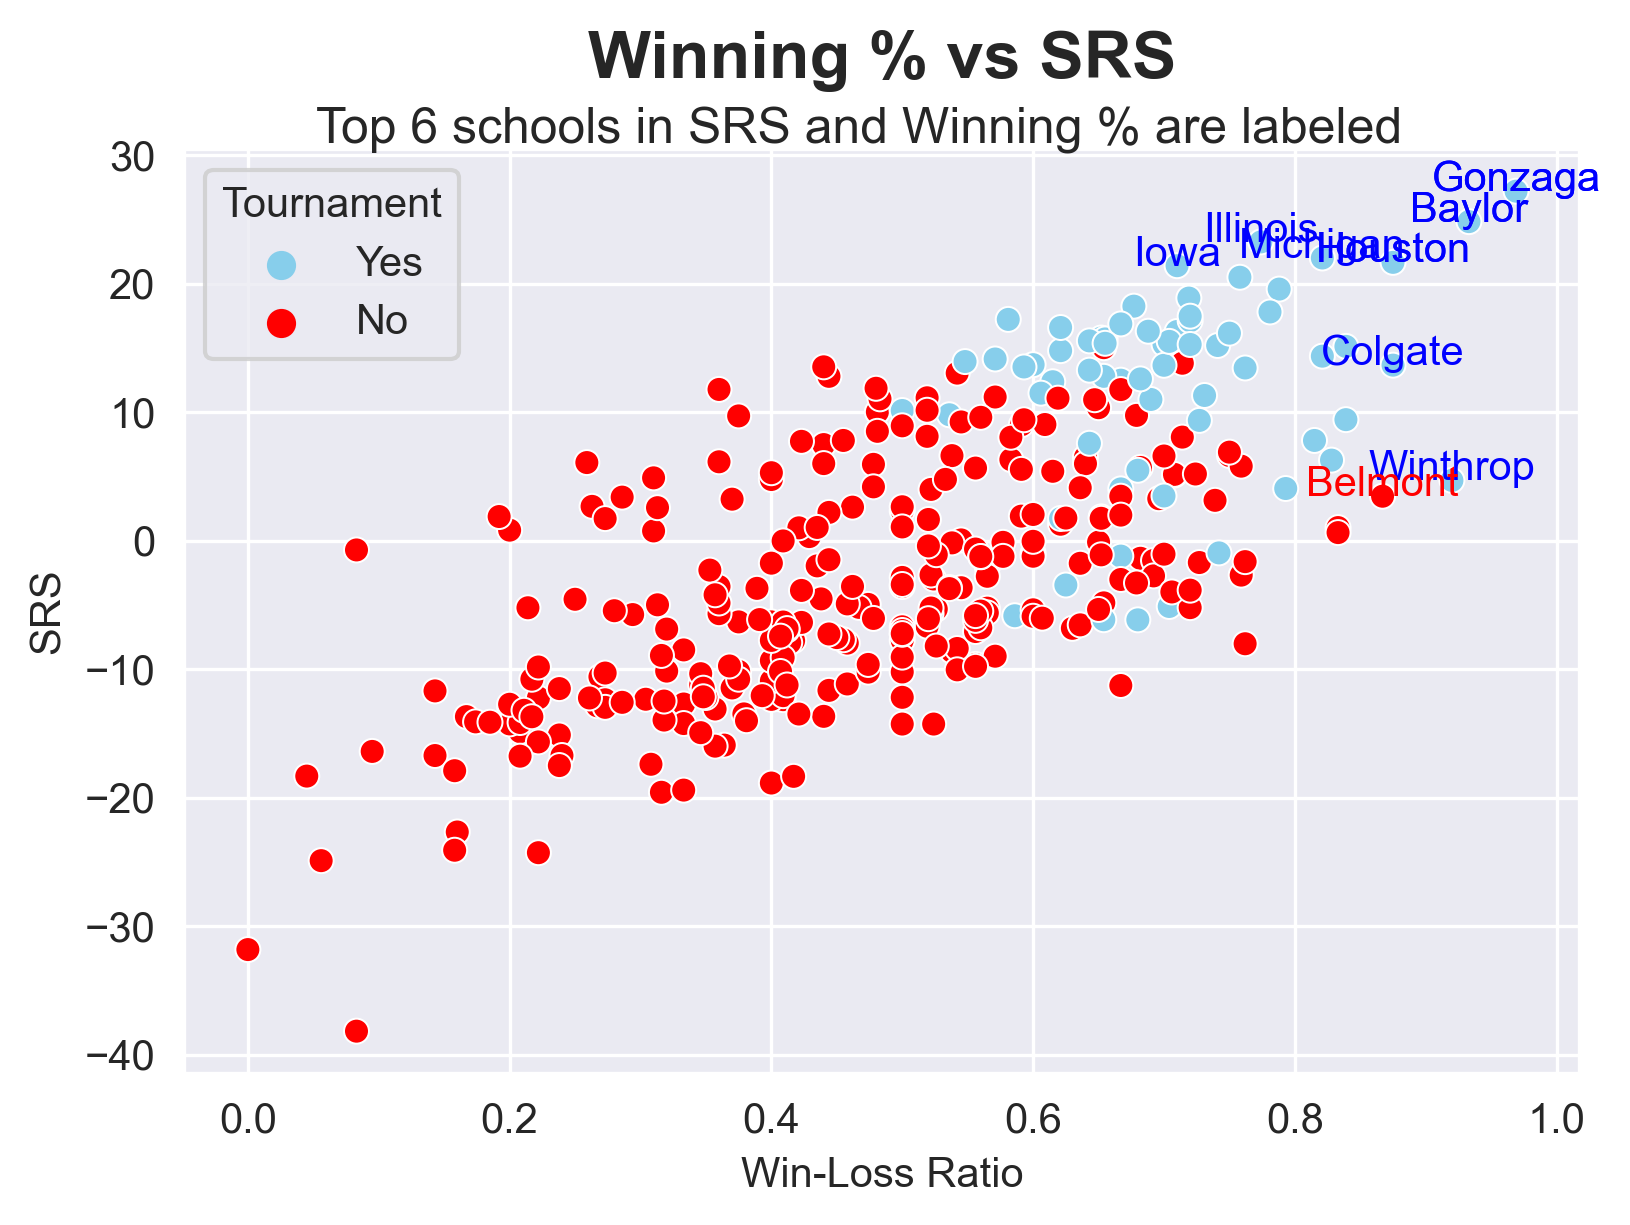 Winning % vs SRS
Top 6 schools in SRS and Winning % are labeled
Tournament
Yes
No
Gonzaga
Baylor
Illinois
Michigan
Houston
Iowa
Colgate
Winthrop
Belmont
30
20
10
0
−10
−20
−30
−40
SRS
0.0 0.2 0.4 0.6 0.8 1.0
Win-Loss Ratio